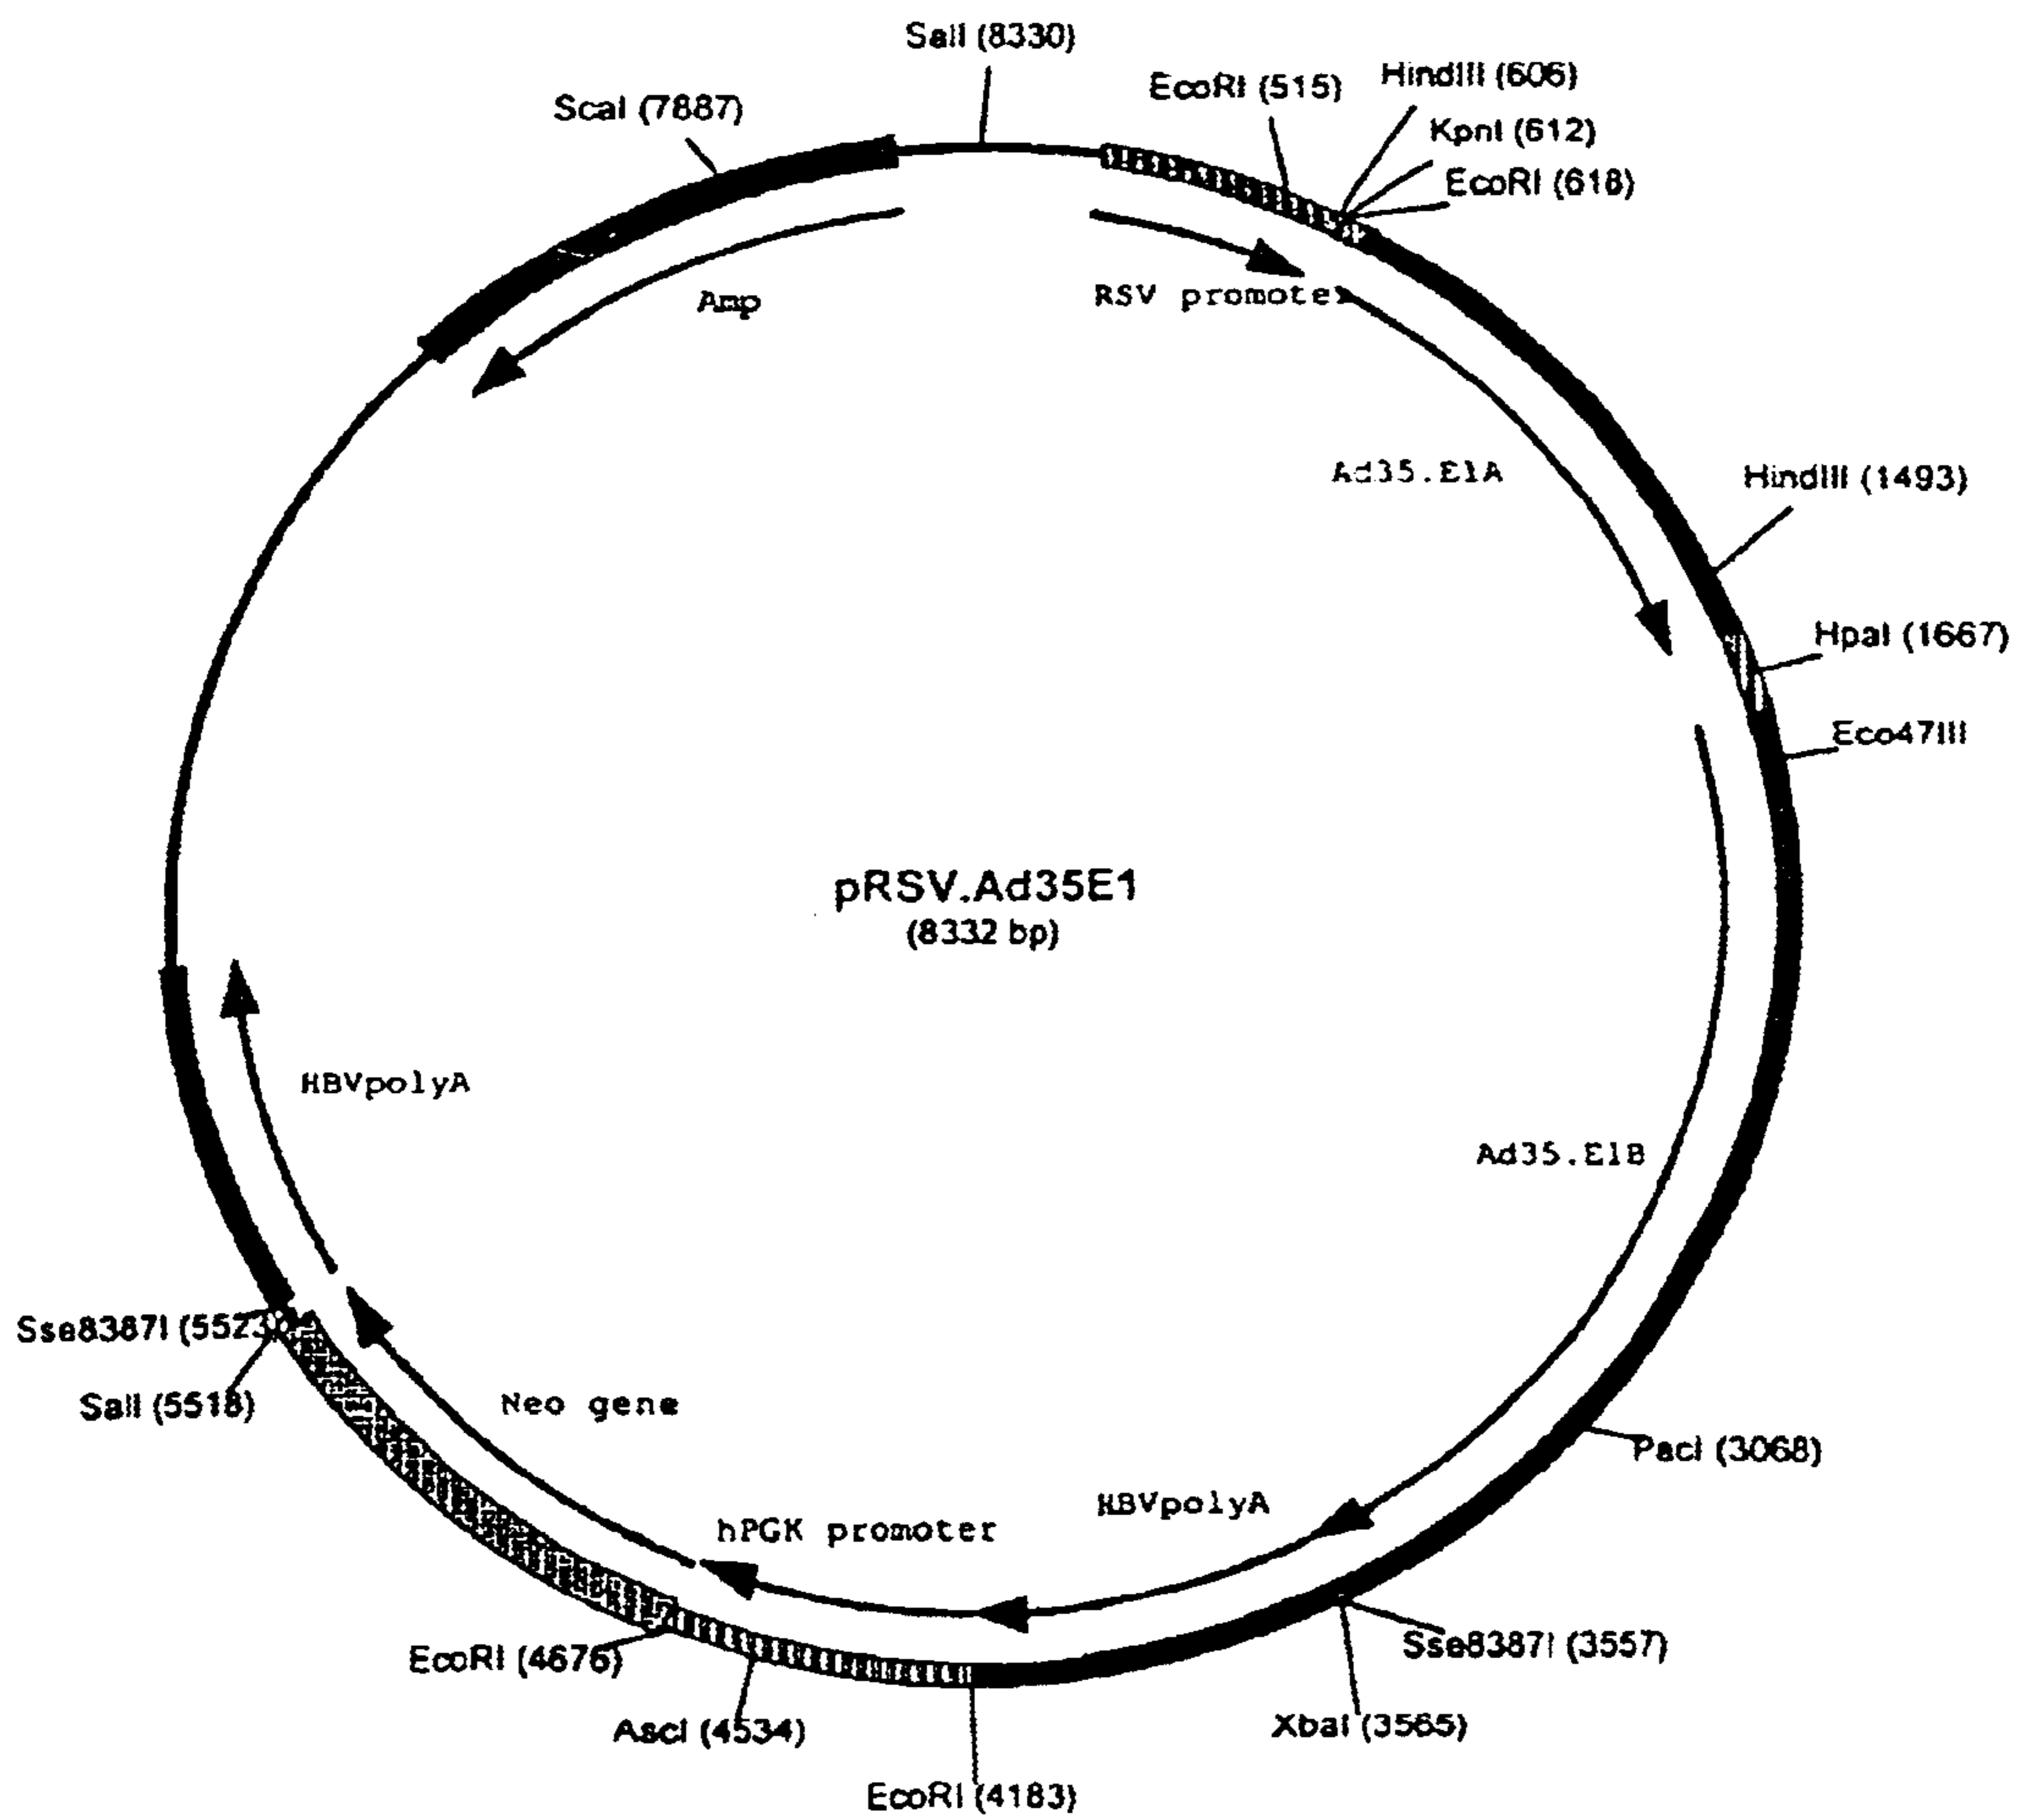 SalI (8330)
ScaI (7887)
EcoRI (515)
HindIII (606)
KpnI (612)
EcoRI (618)
Amp
RSV promoter
Ad35.E1A
HindIII (1493)
HpaI (1667)
Eco47III
pRSV.Ad35E1
(8332 bp)
HBVpolyA
Ad35.E1B
Sse8387I (5523)
SalI (5518)
Neo gene
hPGK promoter
HBVpolyA
PacI (3068)
EcoRI (4676)
Sse8387I (3557)
AscI (4534)
XbaI (3565)
EcoRI (4183)